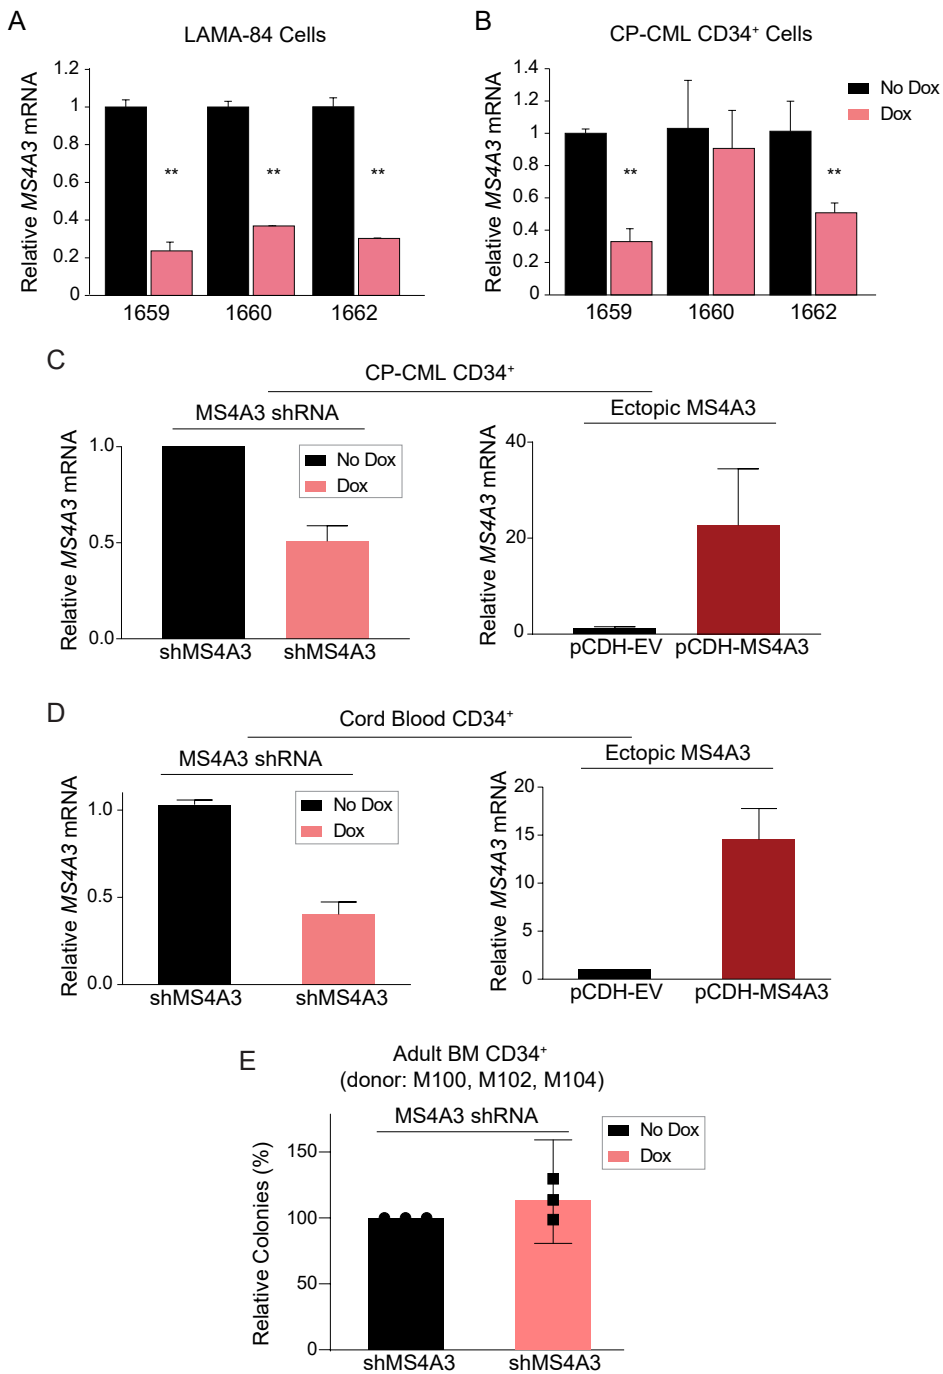 A
LAMA-84 Cells
Relative MS4A3 mRNA
1.2
1
0.8
0.6
0.4
0.2
0
**
**
**
1659
1660
1662
B
CP-CML CD34+ Cells
Relative MS4A3 mRNA
1.4
1.2
1
0.8
0.6
0.4
0.2
0
**
**
1659
1660
1662
No Dox
Dox
C
CP-CML CD34+
MS4A3 shRNA
Relative MS4A3 mRNA
1.0
0.5
0.0
No Dox
Dox
shMS4A3
shMS4A3
Ectopic MS4A3
Relative MS4A3 mRNA
40
20
0
pCDH-EV
pCDH-MS4A3
D
Cord Blood CD34+
MS4A3 shRNA
Relative MS4A3 mRNA
1.0
0.5
0.0
No Dox
Dox
shMS4A3
shMS4A3
Ectopic MS4A3
Relative MS4A3 mRNA
20
15
10
5
0
pCDH-EV
pCDH-MS4A3
E
Adult BM CD34+
(donor: M100, M102, M104)
MS4A3 shRNA
Relative Colonies (%)
150
100
50
0
No Dox
Dox
shMS4A3
shMS4A3